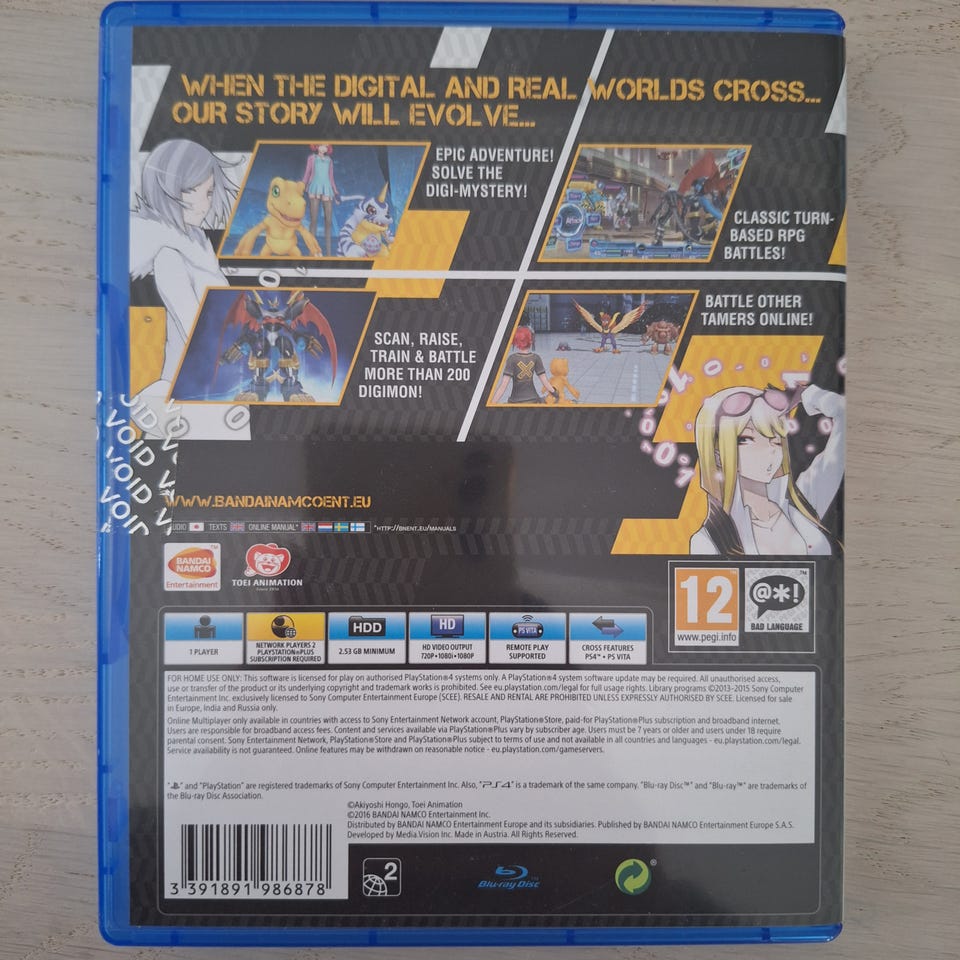 WHEN THE DIGITAL AND REAL WORLDS CROSS...
OUR STORY WILL EVOLVE...
EPIC ADVENTURE!
SOLVE THE
DIGI-MYSTERY!
CLASSIC TURN-
BASED RPG
BATTLES!
SCAN, RAISE,
TRAIN & BATTLE
MORE THAN 200
DIGIMON!
BATTLE OTHER
TAMERS ONLINE!
VOID
VOID
WWW.BANDAINAMCOENT.EU
TEXTS ONLINE MANUAL* *HTTP://BNENT.EU/MANUALS
BANDAI
NAMCO
Entertainment
TM
TOEI ANIMATION
12
www.pegi.info
@*!
BAD LANGUAGE
1 PLAYER
NETWORK PLAYERS 2
PLAYSTATION®PLUS
SUBSCRIPTION REQUIRED
HDD
2.53 GB MINIMUM
HD
HD VIDEO OUTPUT
720P•1080i•1080P
PS VITA
REMOTE PLAY
SUPPORTED
CROSS FEATURES
PS4™ • PS VITA
FOR HOME USE ONLY: This software is licensed for play on authorised PlayStation®4 systems only. A PlayStation®4 system software update may be required. All unauthorised access,
use or transfer of the product or its underlying copyright and trademark works is prohibited. See eu.playstation.com/legal for full usage rights. Library programs ©2013-2015 Sony Computer
Entertainment Inc. exclusively licensed to Sony Computer Entertainment Europe (SCEE). RESALE AND RENTAL ARE PROHIBITED UNLESS EXPRESSLY AUTHORISED BY SCEE. Licensed for sale
in Europe, India and Russia only.
Online Multiplayer only available in countries with access to Sony Entertainment Network account, PlayStation®Store, paid-for PlayStation®Plus subscription and broadband internet.
Users are responsible for broadband access fees. Content and services available via PlayStation®Plus vary by subscriber age. Users must be 7 years or older and users under 18 require
parental consent. Sony Entertainment Network, PlayStation®Store and PlayStation®Plus subject to terms of use and not available in all countries and languages - eu.playstation.com/legal.
Service availability is not guaranteed. Online features may be withdrawn on reasonable notice - eu.playstation.com/gameservers.
" " and "PlayStation" are registered trademarks of Sony Computer Entertainment Inc. Also, "PS4" is a trademark of the same company. "Blu-ray Disc™" and "Blu-ray™" are trademarks of
the Blu-ray Disc Association.
©Akiyoshi Hongo, Toei Animation
©2016 BANDAI NAMCO Entertainment Inc.
Distributed by BANDAI NAMCO Entertainment Europe and its subsidiaries. Published by BANDAI NAMCO Entertainment Europe S.A.S.
Developed by Media.Vision Inc. Made in Austria. All Rights Reserved.
3 391891 986878
2
Blu-ray Disc